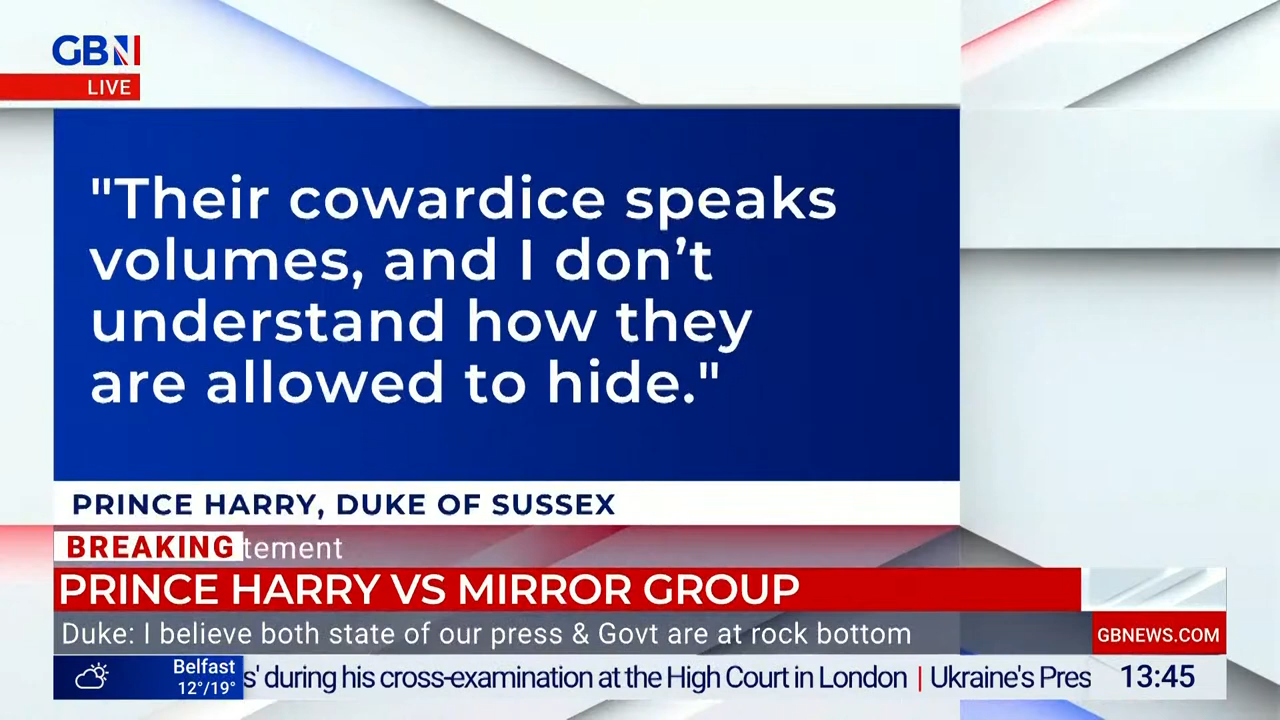 GBN
LIVE
"Their cowardice speaks
volumes, and I don’t
understand how they
are allowed to hide."
PRINCE HARRY, DUKE OF SUSSEX
BREAKING tement
PRINCE HARRY VS MIRROR GROUP
Duke: I believe both state of our press & Govt are at rock bottom
GBNEWS.COM
Belfast
12°/19°
s' during his cross-examination at the High Court in London | Ukraine's Pres
13:45